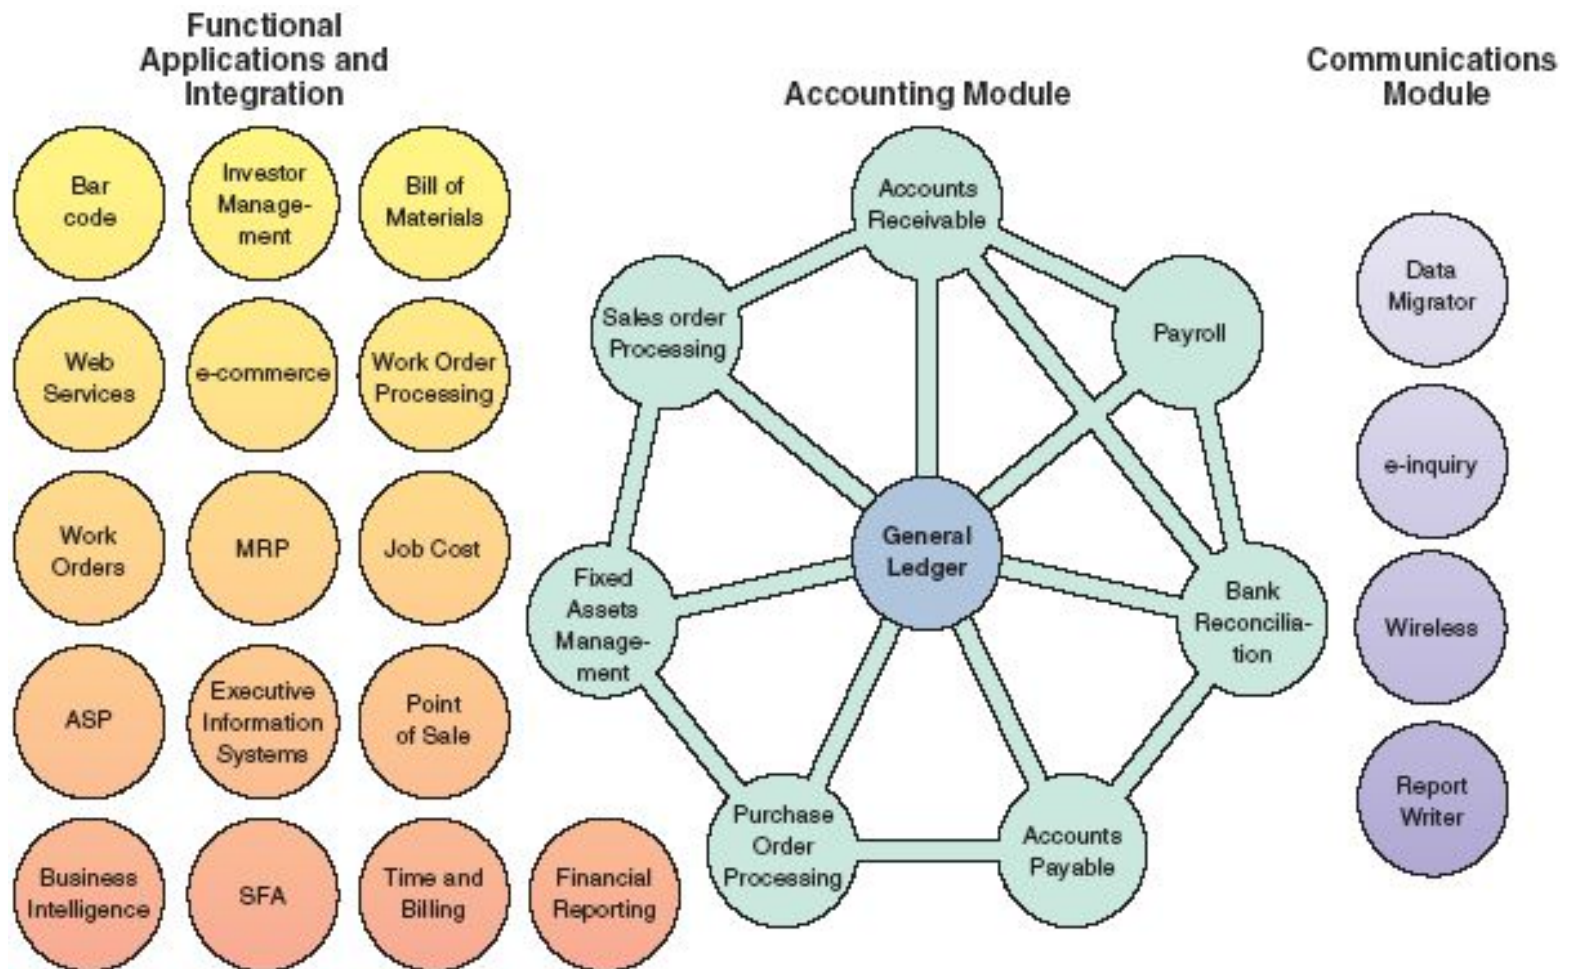 Functional
Applications and
Integration
Bar
code
Investor
Manage-
ment
Bill of
Materials
Web
Services
e-commerce
Work Order
Processing
Work
Orders
MRP
Job Cost
ASP
Executive
Information
Systems
Point
of Sale
Business
Intelligence
SFA
Time and
Billing
Financial
Reporting
Accounting Module
Accounts
Receivable
Sales order
Processing
Payroll
General
Ledger
Fixed
Assets
Manage-
ment
Bank
Reconcilia-
tion
Purchase
Order
Processing
Accounts
Payable
Communications
Module
Data
Migrator
e-inquiry
Wireless
Report
Writer